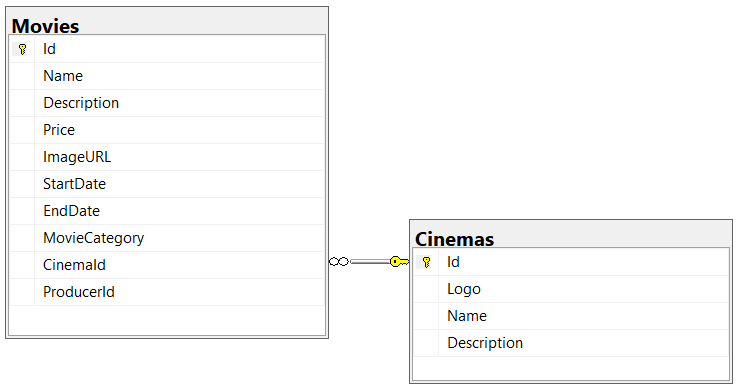 Movies
Id
Name
Description
Price
ImageURL
StartDate
EndDate
MovieCategory
CinemaId
ProducerId
Cinemas
Id
Logo
Name
Description